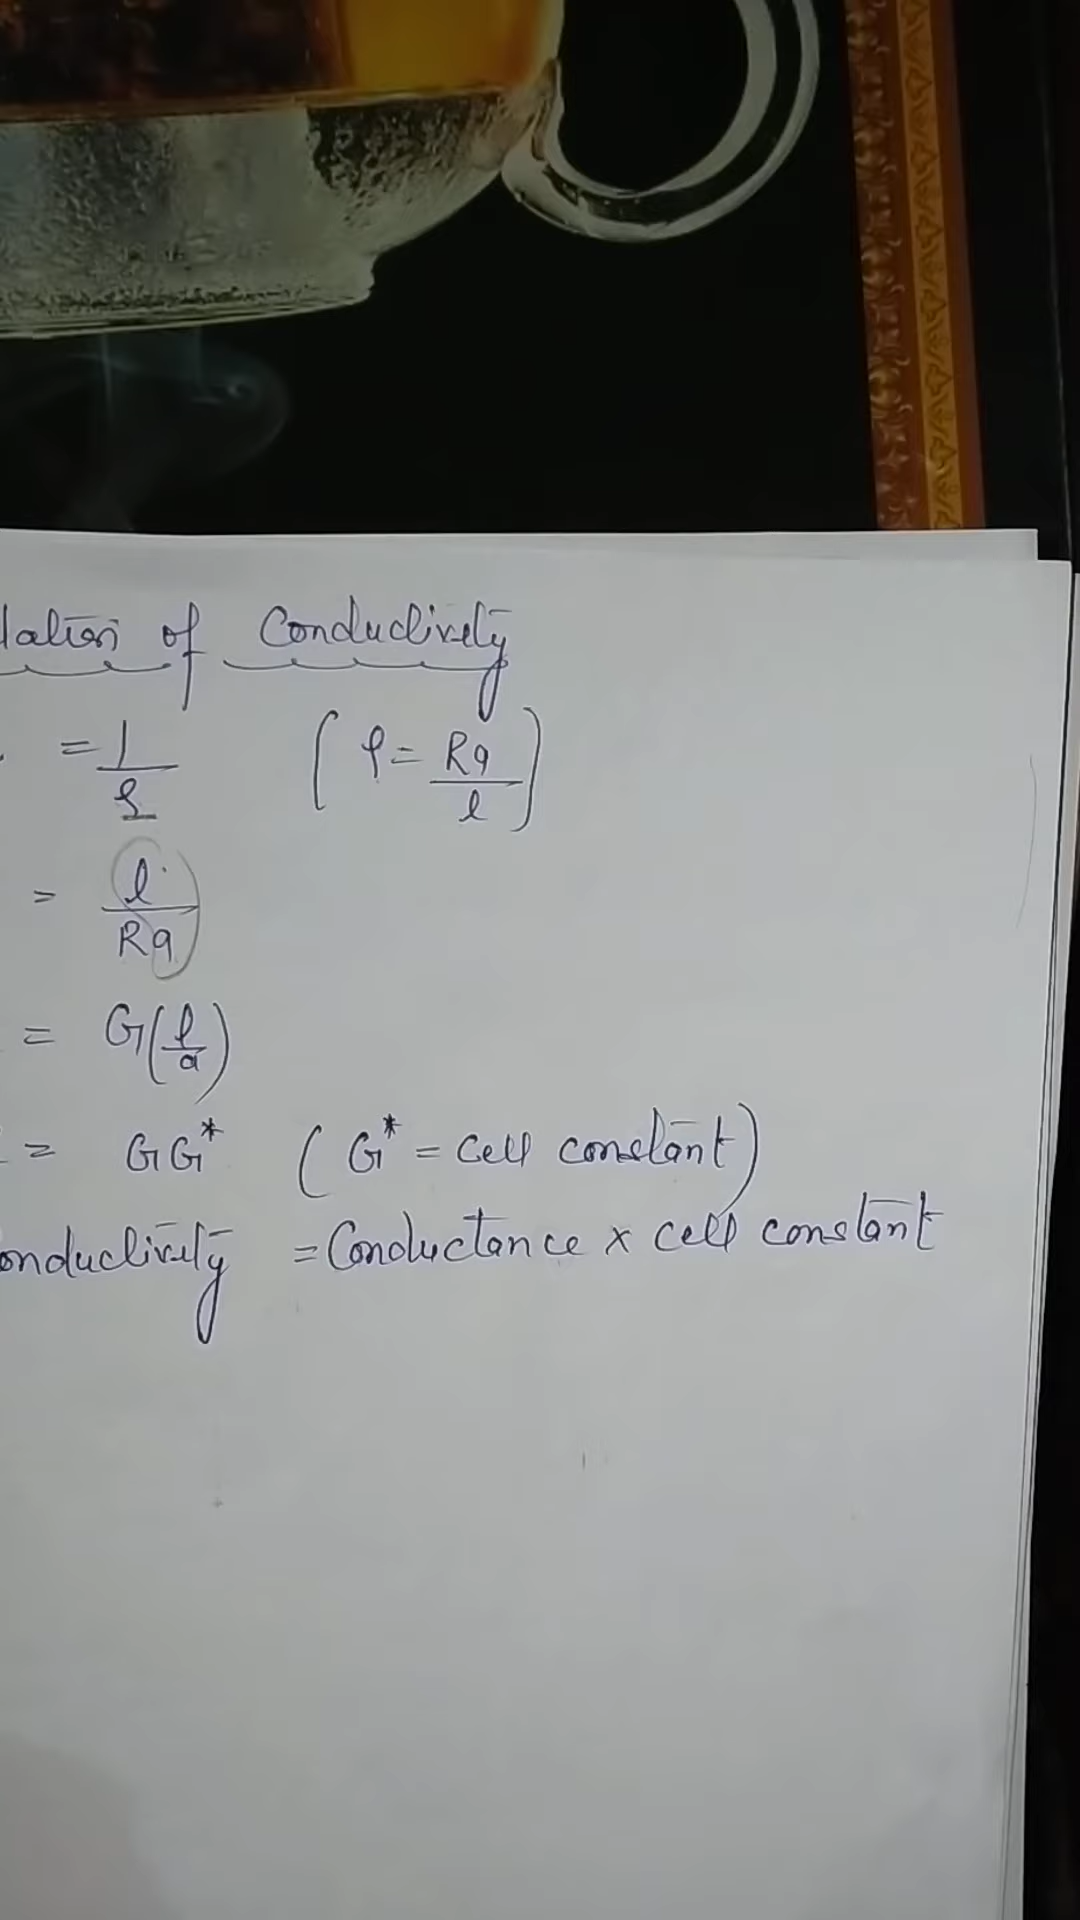 lation of Conductivity
= 1/ρ (ρ = Ra/l)
= l/Ra
= G(l/a)
= GG* (G* = Cell constant)
onductivity = Conductance x cell constant